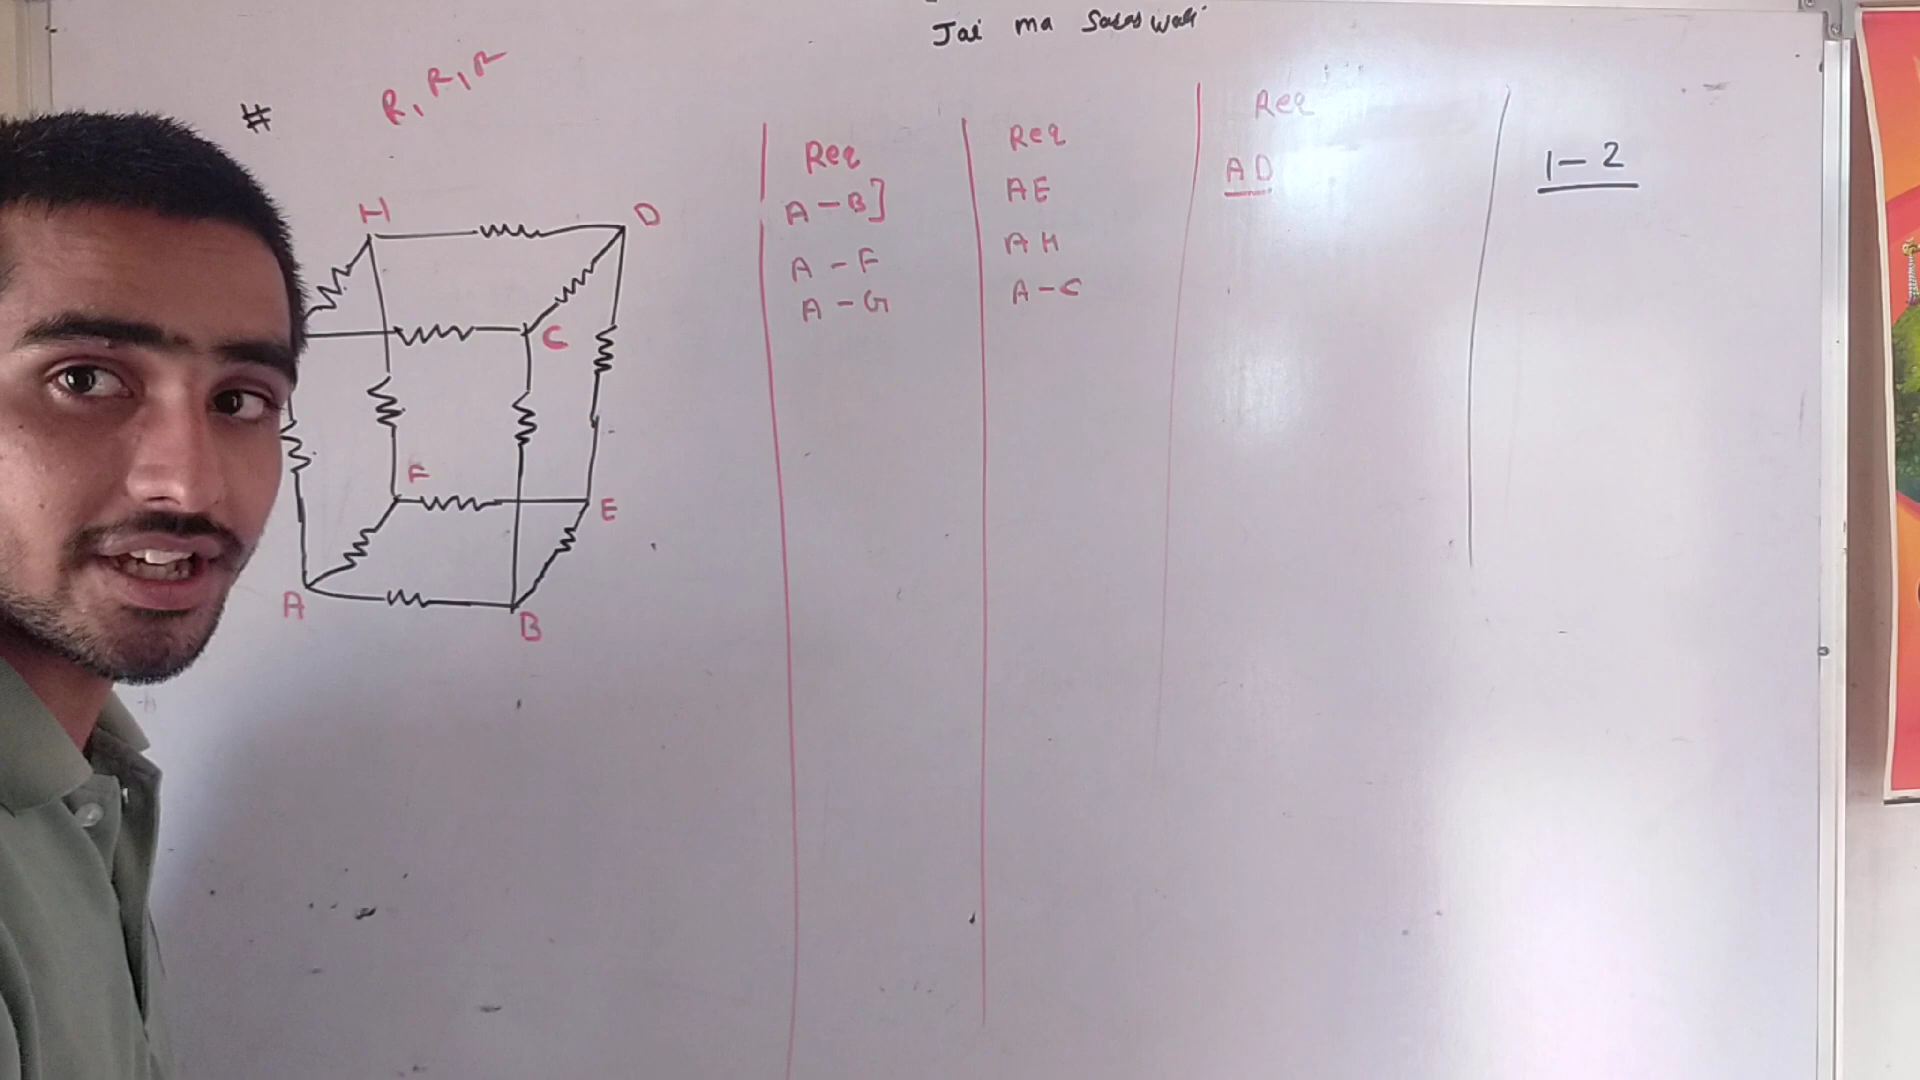 Jai ma Saraswati
#
R, R, R
H
D
C
F
E
A
B
Req
A - B]
A - F
A - G
Req
AE
AH
A - C
Req
AD
1 - 2